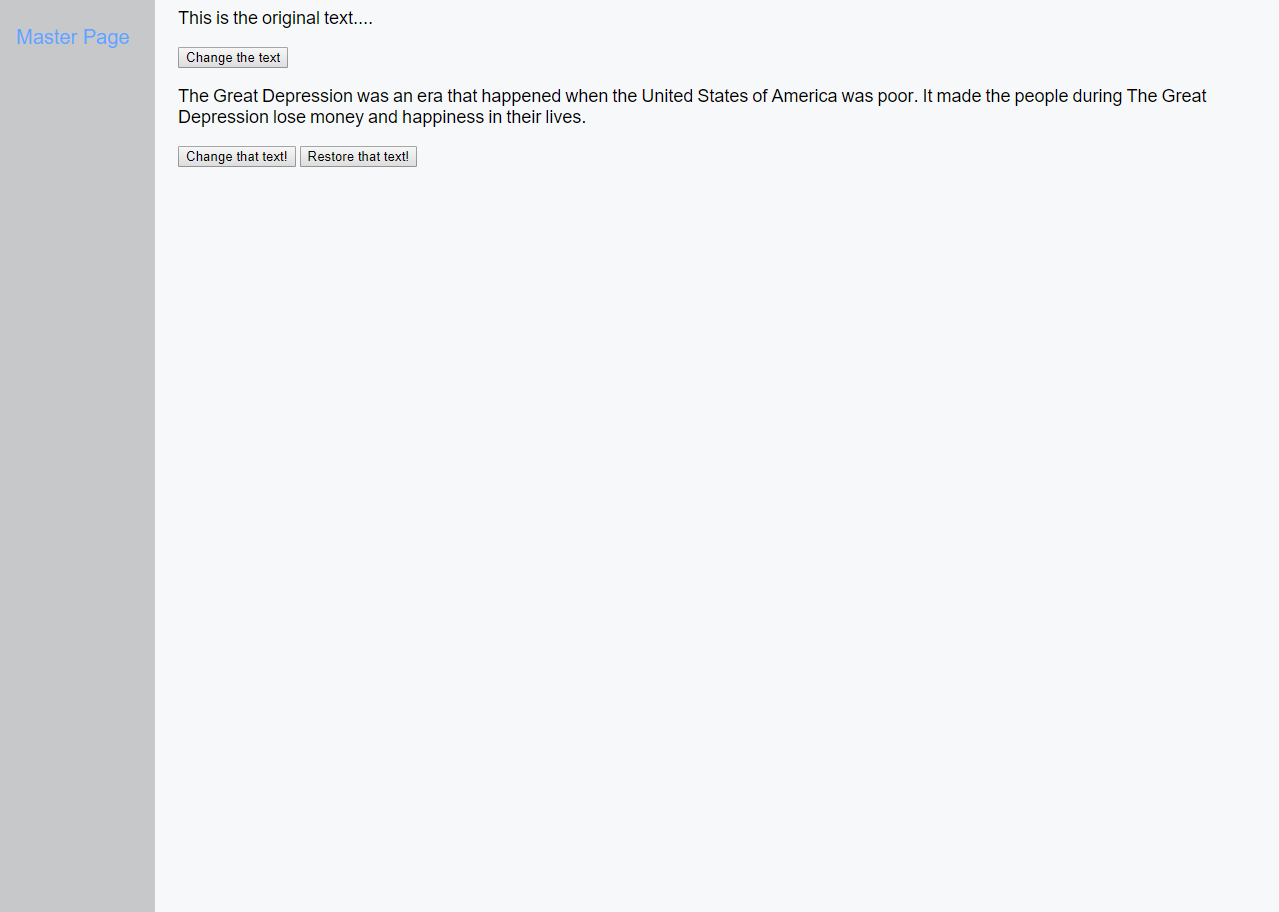 Master Page
This is the original text....
Change the text
The Great Depression was an era that happened when the United States of America was poor. It made the people during The Great
Depression lose money and happiness in their lives.
Change that text! Restore that text!